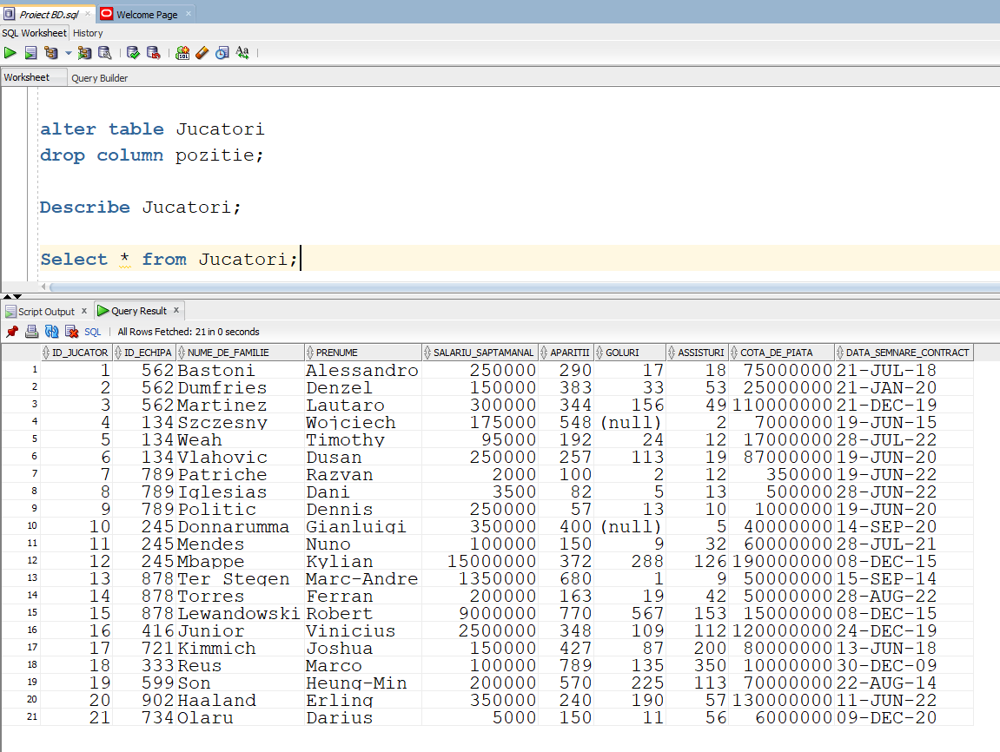 Proiect BD.sql × Welcome Page ×
SQL Worksheet History
Worksheet Query Builder
alter table Jucatori
drop column pozitie;
Describe Jucatori;
Select * from Jucatori;
Script Output × Query Result ×
SQL | All Rows Fetched: 21 in 0 seconds
ID_JUCATOR ID_ECHIPA NUME_DE_FAMILIE PRENUME SALARIU_SAPTAMANAL APARITII GOLURI ASSISTURI COTA_DE_PIATA DATA_SEMNARE_CONTRACT
1 1 562 Bastoni Alessandro 250000 290 17 18 75000000 21-JUL-18
2 2 562 Dumfries Denzel 150000 383 33 53 25000000 21-JAN-20
3 3 562 Martinez Lautaro 300000 344 156 49 110000000 21-DEC-19
4 4 134 Szczesny Wojciech 175000 548 (null) 2 7000000 19-JUN-15
5 5 134 Weah Timothy 95000 192 24 12 17000000 28-JUL-22
6 6 134 Vlahovic Dusan 250000 257 113 19 87000000 19-JUN-20
7 7 789 Patriche Razvan 2000 100 2 12 350000 19-JUN-22
8 8 789 Iglesias Dani 3500 82 5 13 500000 28-JUN-22
9 9 789 Politic Dennis 250000 57 13 10 1000000 19-JUN-20
10 10 245 Donnarumma Gianluigi 350000 400 (null) 5 40000000 14-SEP-20
11 11 245 Mendes Nuno 100000 150 9 32 60000000 28-JUL-21
12 12 245 Mbappe Kylian 15000000 372 288 126 190000000 08-DEC-15
13 13 878 Ter Stegen Marc-Andre 1350000 680 1 9 50000000 15-SEP-14
14 14 878 Torres Ferran 200000 163 19 42 50000000 28-AUG-22
15 15 878 Lewandowski Robert 9000000 770 567 153 15000000 08-DEC-15
16 16 416 Junior Vinicius 2500000 348 109 112 120000000 24-DEC-19
17 17 721 Kimmich Joshua 150000 427 87 200 80000000 13-JUN-18
18 18 333 Reus Marco 100000 789 135 350 10000000 30-DEC-09
19 19 599 Son Heung-Min 200000 570 225 113 70000000 22-AUG-14
20 20 902 Haaland Erling 350000 240 190 57 130000000 11-JUN-22
21 21 734 Olaru Darius 5000 150 11 56 6000000 09-DEC-20